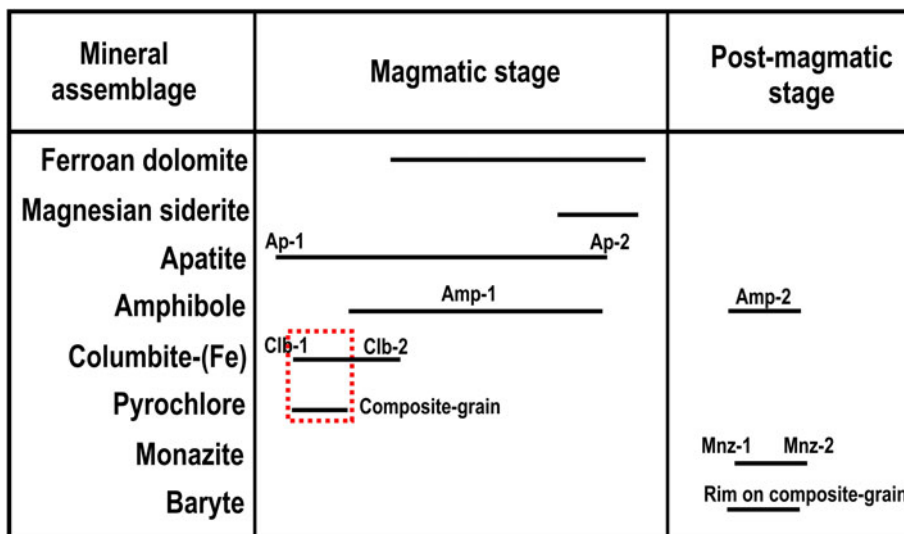 Mineral
assemblage
Magmatic stage
Post-magmatic
stage
Ferroan dolomite
Magnesian siderite
Apatite
Ap-1
Ap-2
Amphibole
Amp-1
Amp-2
Columbite-(Fe)
Clb-1
Clb-2
Pyrochlore
Composite-grain
Monazite
Mnz-1
Mnz-2
Baryte
Rim on composite-grain